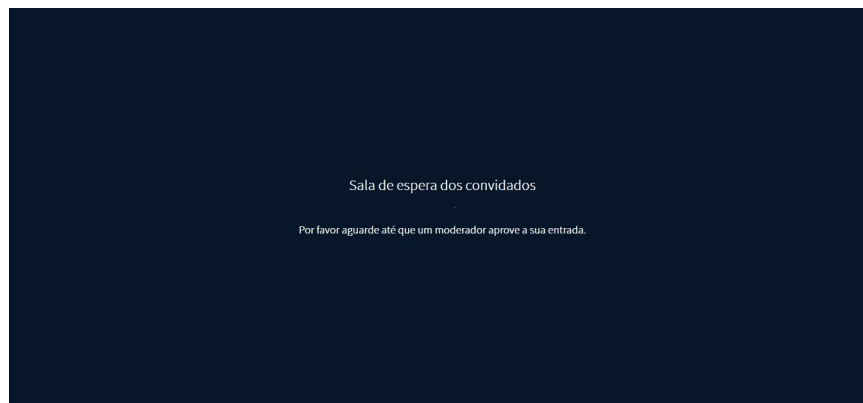 Sala de espera dos convidados
Por favor aguarde até que um moderador aprove a sua entrada.